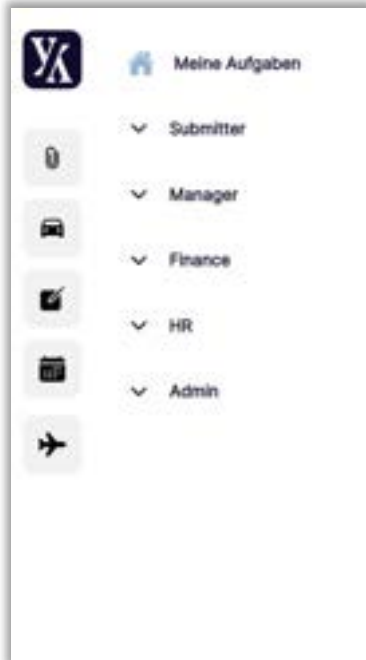 Meine Aufgaben
Submitter
Manager
Finance
HR
Admin